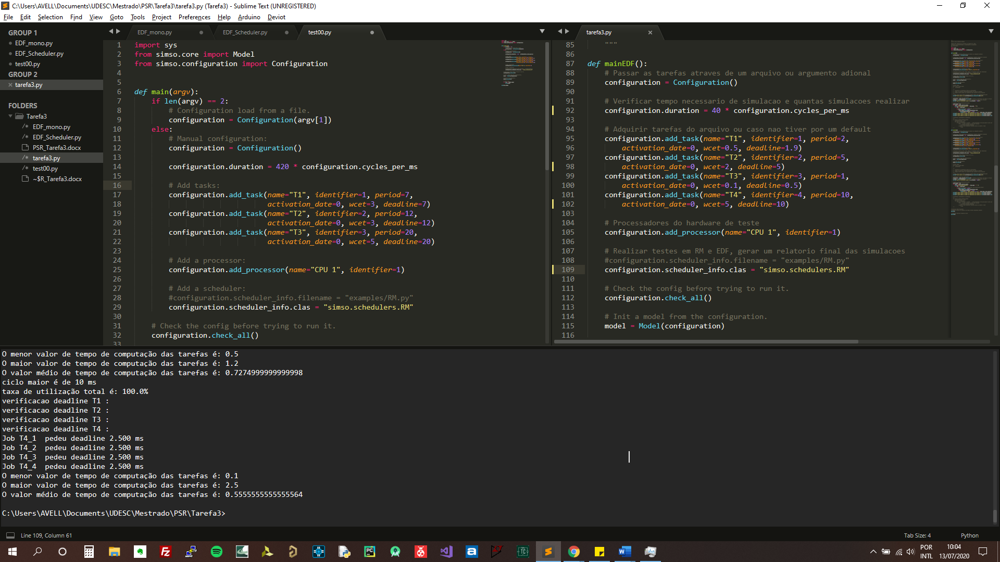 C:\Users\AVELL\Documents\UDESC\Mestrado\PSR\Tarefa3\tarefa3.py (Tarefa3) - Sublime Text (UNREGISTERED)
File Edit Selection Find View Goto Tools Project Preferences Help Arduino Deviot
GROUP 1
EDF_mono.py
EDF_Scheduler.py
test00.py
GROUP 2
tarefa3.py
FOLDERS
Tarefa3
/* EDF_mono.py
/* EDF_Scheduler.py
PSR_Tarefa3.docx
/* tarefa3.py
/* test00.py
~$R_Tarefa3.docx
EDF_mono.py EDF_Scheduler.py test00.py
1 import sys
2 from simso.core import Model
3 from simso.configuration import Configuration
4
5
6 def main(argv):
7 if len(argv) == 2:
8 # Configuration load from a file.
9 configuration = Configuration(argv[1])
10 else:
11 # Manual configuration:
12 configuration = Configuration()
13
14 configuration.duration = 420 * configuration.cycles_per_ms
15
16 # Add tasks:
17 configuration.add_task(name="T1", identifier=1, period=7,
18 activation_date=0, wcet=3, deadline=7)
19 configuration.add_task(name="T2", identifier=2, period=12,
20 activation_date=0, wcet=3, deadline=12)
21 configuration.add_task(name="T3", identifier=3, period=20,
22 activation_date=0, wcet=5, deadline=20)
23
24 # Add a processor:
25 configuration.add_processor(name="CPU 1", identifier=1)
26
27 # Add a scheduler:
28 #configuration.scheduler_info.filename = "examples/RM.py"
29 configuration.scheduler_info.clas = "simso.schedulers.RM"
30
31 # Check the config before trying to run it.
32 configuration.check_all()
33
tarefa3.py
85 """
86
87 def mainEDF():
88 # Passar as tarefas atraves de um arquivo ou argumento adional
89 configuration = Configuration()
90
91 # Verificar tempo necessario de simulacao e quantas simulacoes realizar
92 configuration.duration = 40 * configuration.cycles_per_ms
93
94 # Adquirir tarefas do arquivo ou caso nao tiver por um default
95 configuration.add_task(name="T1", identifier=1, period=2,
96 activation_date=0, wcet=0.5, deadline=1.9)
97 configuration.add_task(name="T2", identifier=2, period=5,
98 activation_date=0, wcet=2, deadline=5)
99 configuration.add_task(name="T3", identifier=3, period=1,
100 activation_date=0, wcet=0.1, deadline=0.5)
101 configuration.add_task(name="T4", identifier=4, period=10,
102 activation_date=0, wcet=5, deadline=10)
103
104 # Processadores do hardware de teste
105 configuration.add_processor(name="CPU 1", identifier=1)
106
107 # Realizar testes em RM e EDF, gerar um relatorio final das simulacoes
108 #configuration.scheduler_info.filename = "examples/RM.py"
109 configuration.scheduler_info.clas = "simso.schedulers.RM"
110
111 # Check the config before trying to run it.
112 configuration.check_all()
113
114 # Init a model from the configuration.
115 model = Model(configuration)
116
O menor valor de tempo de computação das tarefas é: 0.5
O maior valor de tempo de computação das tarefas é: 1.2
O valor médio de tempo de computação das tarefas é: 0.7274999999999998
ciclo maior é de 10 ms
taxa de utilização total é: 100.0%
verificacao deadline T1 :
verificacao deadline T2 :
verificacao deadline T3 :
verificacao deadline T4 :
Job T4_1  pedeu deadline 2.500 ms
Job T4_2  pedeu deadline 2.500 ms
Job T4_3  pedeu deadline 2.500 ms
Job T4_4  pedeu deadline 2.500 ms
O menor valor de tempo de computação das tarefas é: 0.1
O maior valor de tempo de computação das tarefas é: 2.5
O valor médio de tempo de computação das tarefas é: 0.5555555555555564
C:\Users\AVELL\Documents\UDESC\Mestrado\PSR\Tarefa3>
Line 109, Column 61 Tab Size: 4 Python
POR
INTL
10:04
13/07/2020